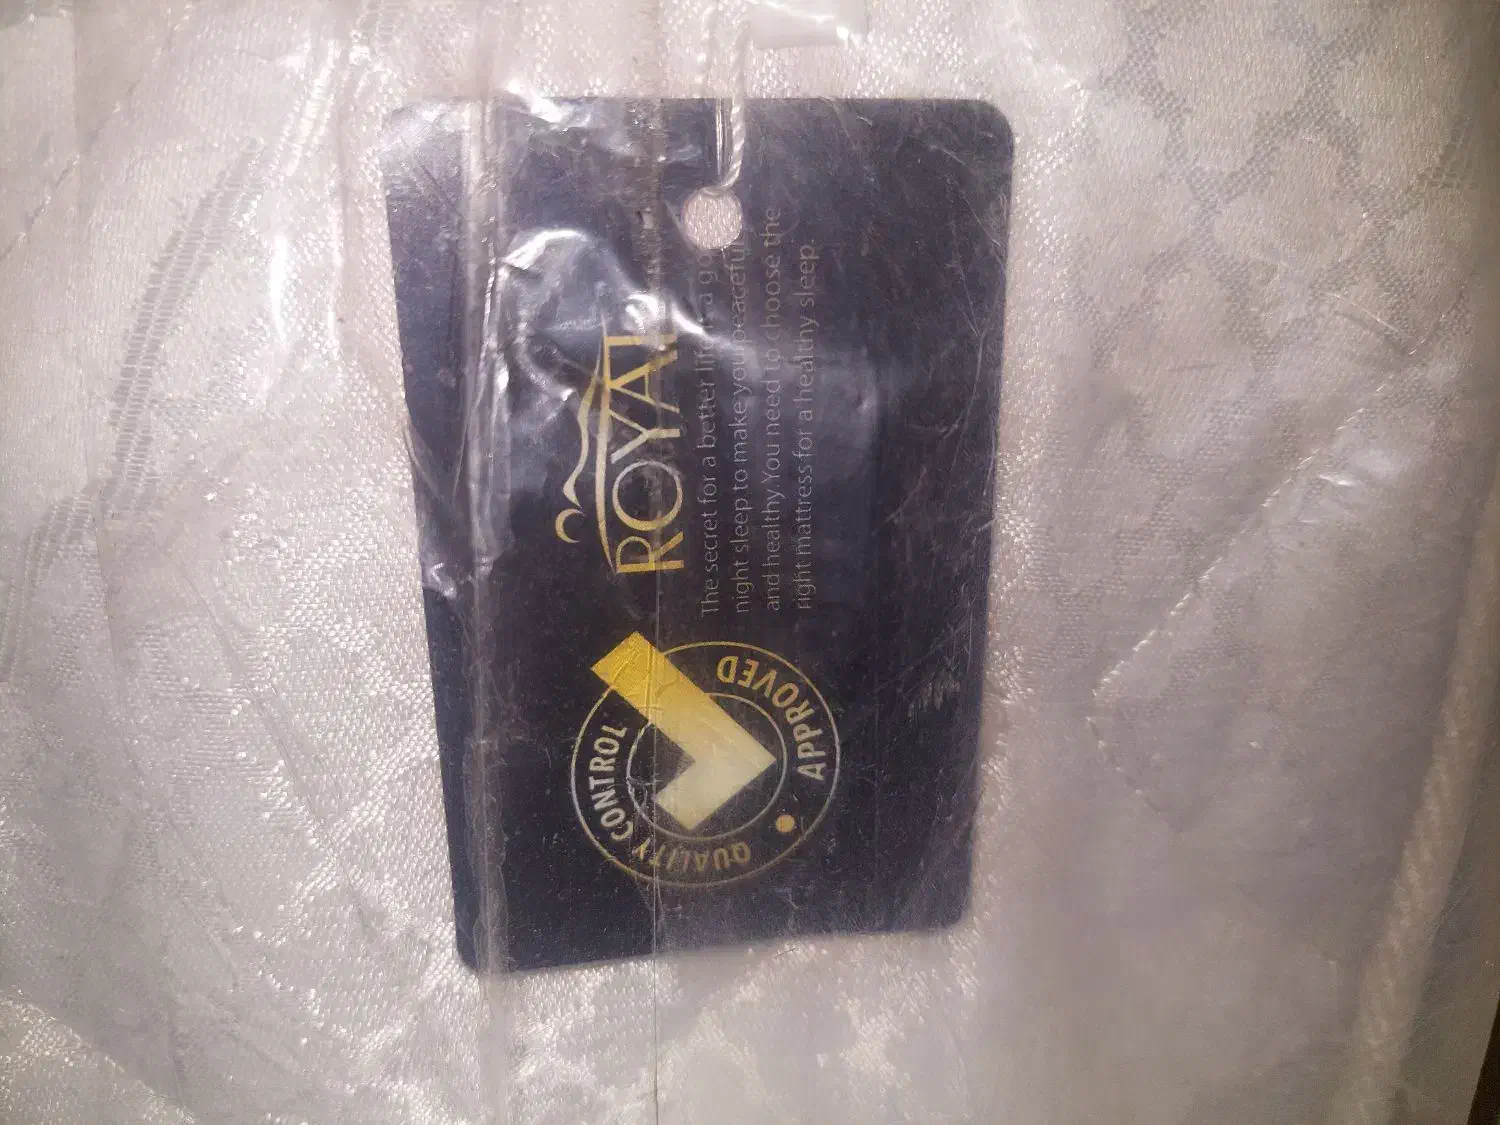 QUALITY CONTROL
APPROVED
ROYAL
The secret for a better life
night sleep to make you peaceful
and healthy.You need to choose the
right mattress for a healthy sleep.